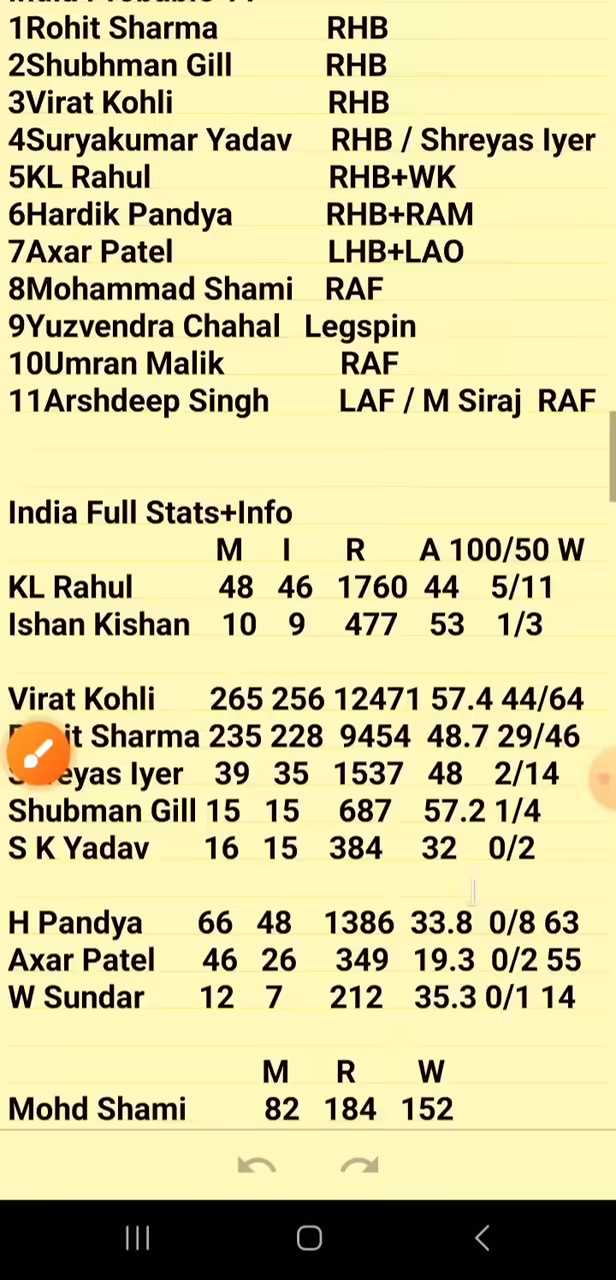 1Rohit Sharma RHB
2Shubhman Gill RHB
3Virat Kohli RHB
4Suryakumar Yadav RHB / Shreyas Iyer
5KL Rahul RHB+WK
6Hardik Pandya RHB+RAM
7Axar Patel LHB+LAO
8Mohammad Shami RAF
9Yuzvendra Chahal Legspin
10Umran Malik RAF
11Arshdeep Singh LAF / M Siraj RAF
India Full Stats+Info
M I R A 100/50 W
KL Rahul 48 46 1760 44 5/11
Ishan Kishan 10 9 477 53 1/3
Virat Kohli 265 256 12471 57.4 44/64
it Sharma 235 228 9454 48.7 29/46
eyas Iyer 39 35 1537 48 2/14
Shubman Gill 15 15 687 57.2 1/4
S K Yadav 16 15 384 32 0/2
H Pandya 66 48 1386 33.8 0/8 63
Axar Patel 46 26 349 19.3 0/2 55
W Sundar 12 7 212 35.3 0/1 14
M R W
Mohd Shami 82 184 152